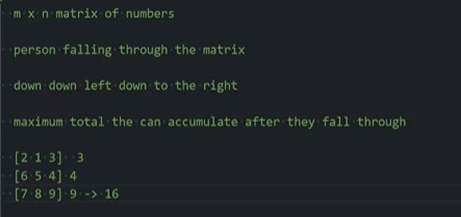 m x n matrix of numbers
person falling through the matrix
down down left down to the right
maximum total the can accumulate after they fall through
[2 1 3] 3
[6 5 4] 4
[7 8 9] 9 -> 16